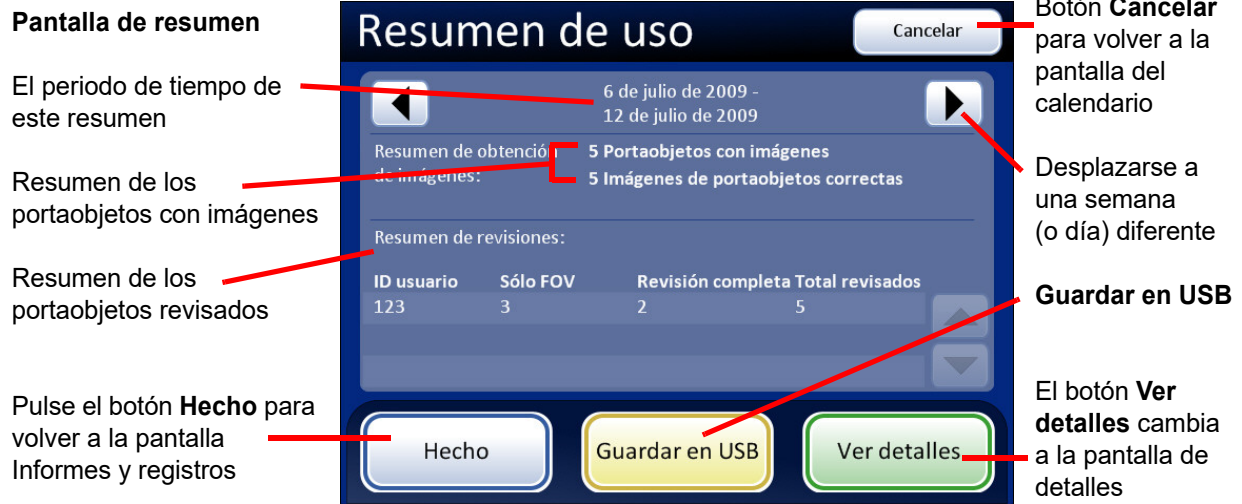 Pantalla de resumen
El periodo de tiempo de
este resumen
Resumen de los
portaobjetos con imágenes
Resumen de los
portaobjetos revisados
Pulse el botón Hecho para
volver a la pantalla
Informes y registros
Resumen de uso
Cancelar
6 de julio de 2009 -
12 de julio de 2009
Resumen de obtención
de imágenes:
5 Portaobjetos con imágenes
5 Imágenes de portaobjetos correctas
Resumen de revisiones:
ID usuario Sólo FOV Revisión completa Total revisados
123 3 2 5
Hecho
Guardar en USB
Ver detalles
Botón Cancelar
para volver a la
pantalla del
calendario
Desplazarse a
una semana
(o día) diferente
Guardar en USB
El botón Ver
detalles cambia
a la pantalla de
detalles